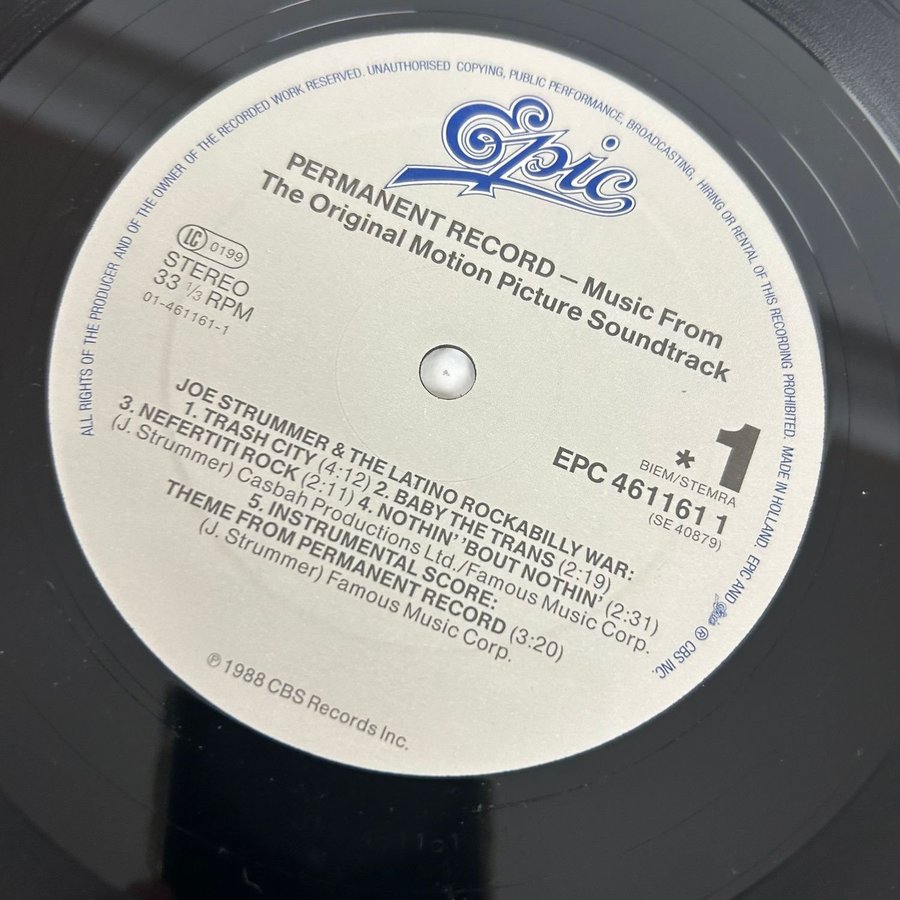 ALL RIGHTS OF THE PRODUCER AND OF THE OWNER OF THE RECORDED WORK RESERVED. UNAUTHORISED COPYING, PUBLIC PERFORMANCE, BROADCASTING, HIRING OR RENTAL OF THIS RECORDING PROHIBITED. MADE IN HOLLAND. EPIC AND Epic ® CBS INC.
Epic
PERMANENT RECORD – Music From
The Original Motion Picture Soundtrack
LC 0199
STEREO
33 1/3 RPM
01-461161-1
* 1
BIEM/STEMRA
EPC 461161 1
(SE 40879)
JOE STRUMMER & THE LATINO ROCKABILLY WAR:
1. TRASH CITY (4:12) 2. BABY THE TRANS (2:19)
3. NEFERTITI ROCK (2:11) 4. NOTHIN' 'BOUT NOTHIN' (2:31)
(J. Strummer) Casbah Productions Ltd./Famous Music Corp.
5. INSTRUMENTAL SCORE:
THEME FROM PERMANENT RECORD (3:20)
(J. Strummer) Famous Music Corp.
℗ 1988 CBS Records Inc.